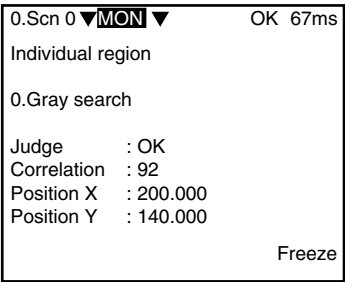 0.Scn 0 ▼MON ▼ OK 67ms
Individual region
0.Gray search
Judge : OK
Correlation : 92
Position X : 200.000
Position Y : 140.000
Freeze